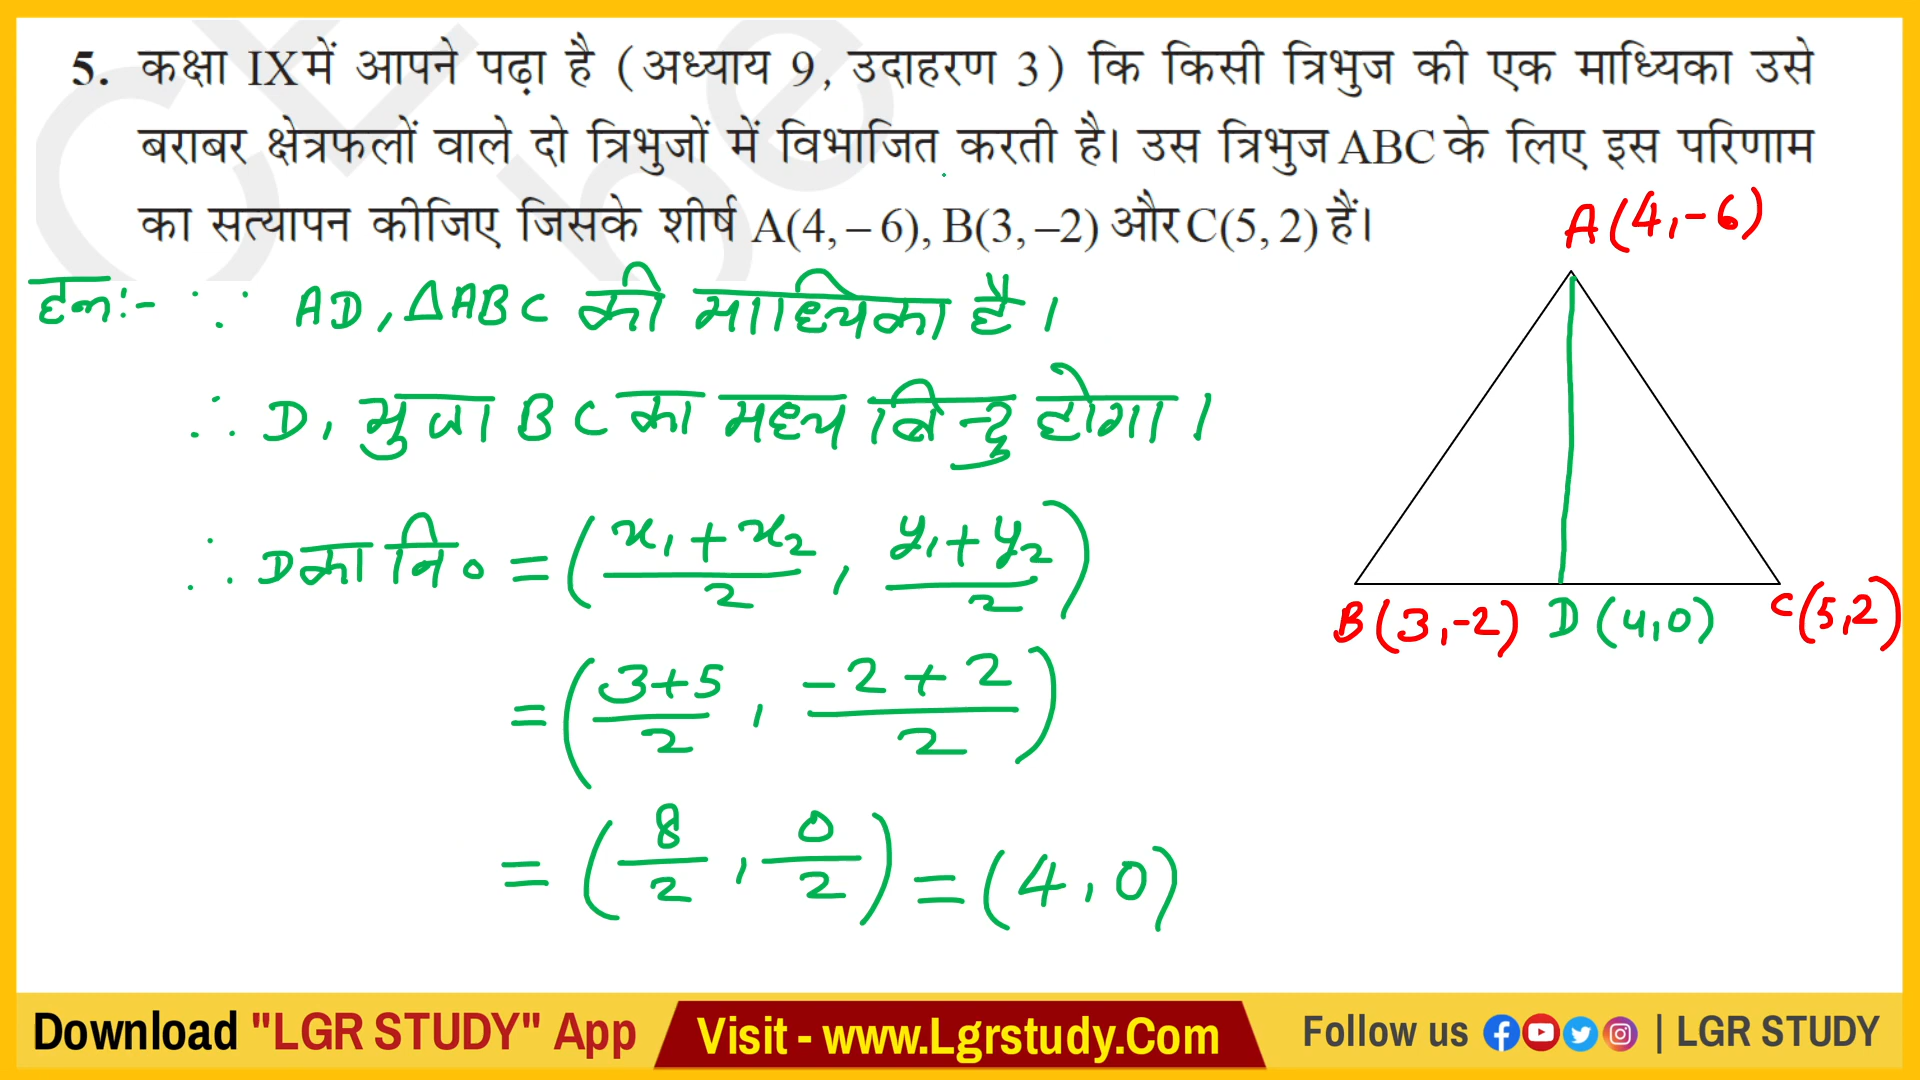 5. कक्षा IX में आपने पढ़ा है (अध्याय 9, उदाहरण 3) कि किसी त्रिभुज की एक माध्यिका उसे
बराबर क्षेत्रफलों वाले दो त्रिभुजों में विभाजित करती है। उस त्रिभुज ABC के लिए इस परिणाम
का सत्यापन कीजिए जिसके शीर्ष A(4, – 6), B(3, –2) और C(5, 2) हैं।
A(4,-6)
हल:- ∵ AD, △ABC की माध्यिका है।
∴ D, भुजा BC का मध्य बिन्दु होगा।
∴ D का नि० = (x₁+x₂/2, y₁+y₂/2)
B(3,-2) D(4,0) C(5,2)
= (3+5/2, -2+2/2)
= (8/2, 0/2) = (4,0)
Download "LGR STUDY" App Visit - www.Lgrstudy.Com Follow us | LGR STUDY